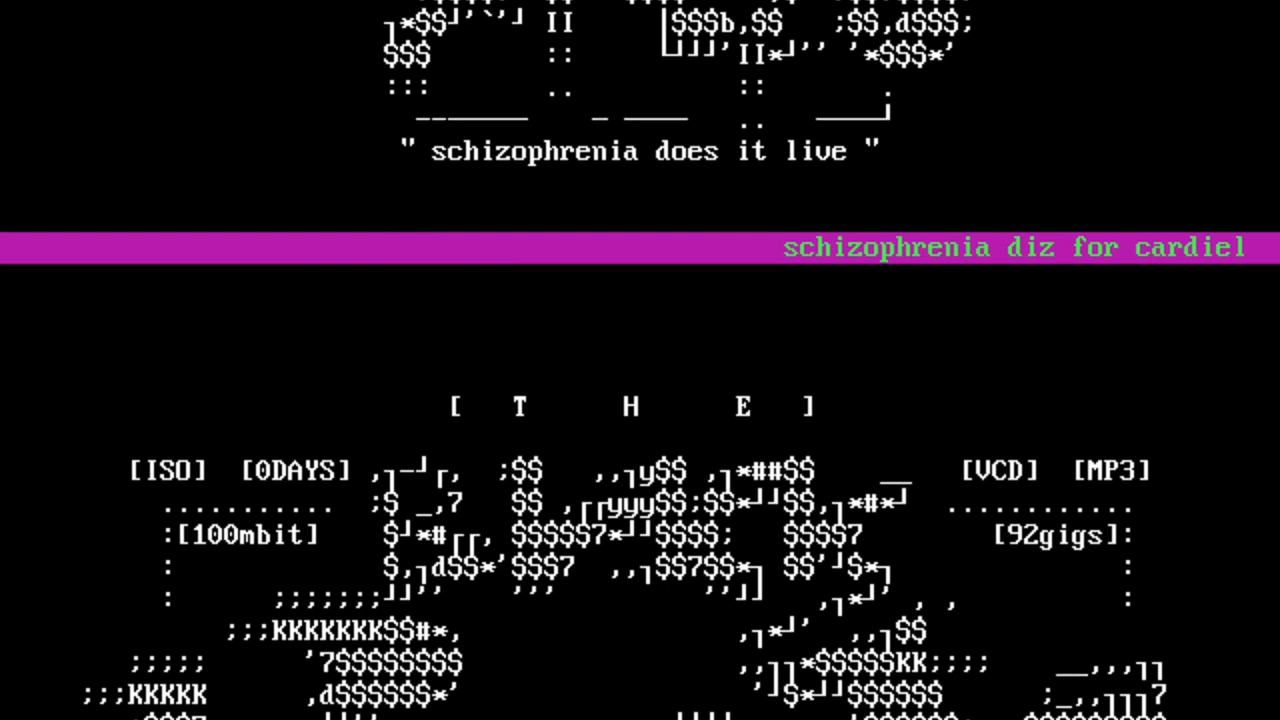 " schizophrenia does it live "
schizophrenia diz for cardiel
[ T H E ]
[ISO] [0DAYS] [VCD] [MP3]
[100mbit] [92gigs]